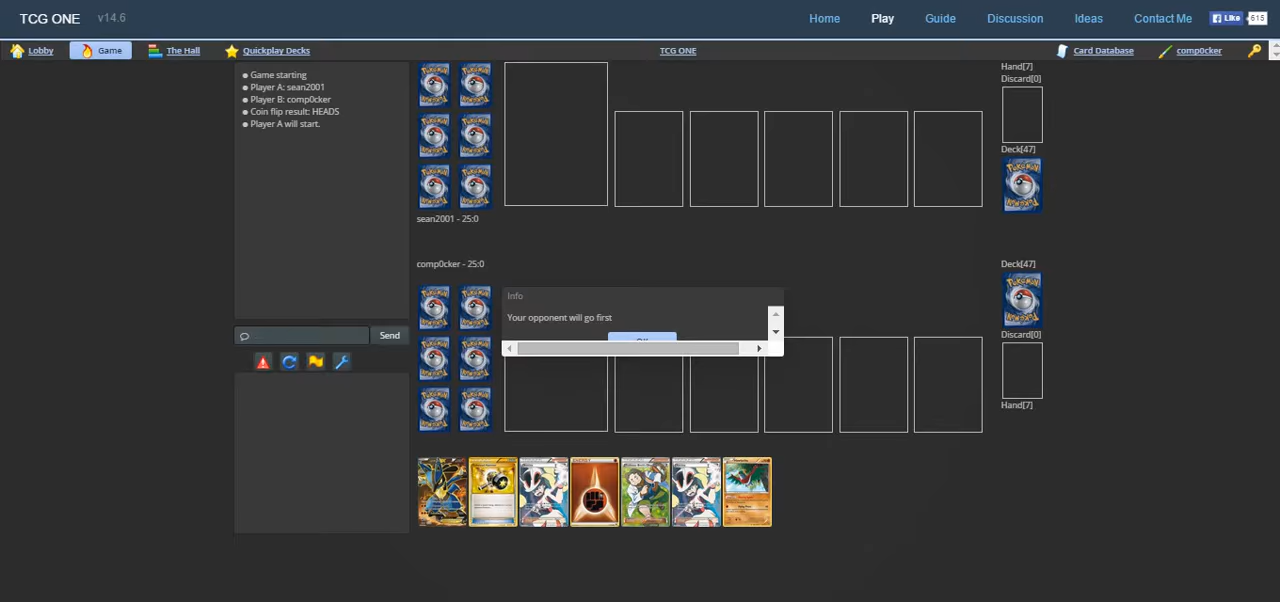 TCG ONE v14.6 Home Play Guide Discussion Ideas Contact Me Like 515
Lobby Game The Hall Quickplay Decks TCG ONE Card Database comp0cker
Game starting
Player A: sean2001
Player B: comp0cker
Coin flip result: HEADS
Player A will start.
Hand[7]
Discard[0]
Deck[47]
sean2001 - 25:0
comp0cker - 25:0
Deck[47]
Info
Your opponent will go first
OK
Send
Discard[0]
Hand[7]